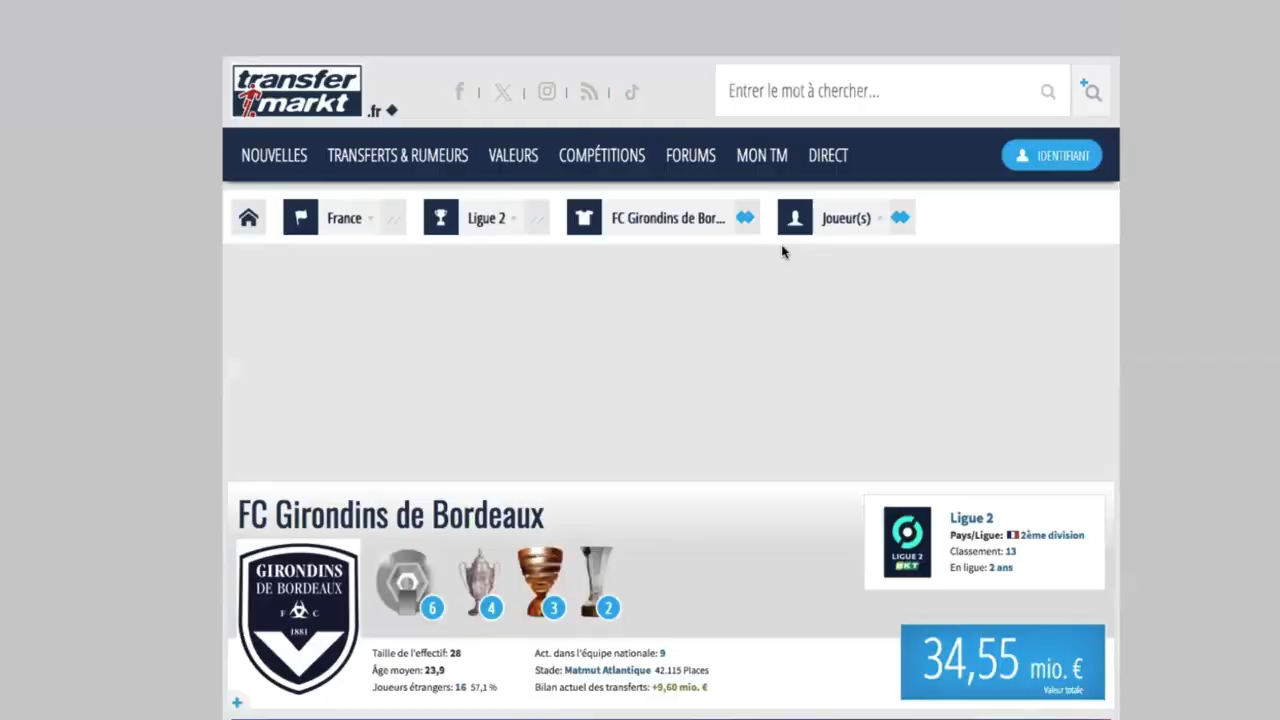 transfer
markt
.fr
Entrer le mot à chercher...
NOUVELLES TRANSFERTS & RUMEURS VALEURS COMPÉTITIONS FORUMS MON TM DIRECT IDENTIFIANT
France Ligue 2 FC Girondins de Bor... Joueur(s)
FC Girondins de Bordeaux
GIRONDINS
DE BORDEAUX
F C
1881
6 4 3 2
Taille de l'effectif: 28
Âge moyen: 23,9
Joueurs étrangers: 16 57,1 %
Act. dans l'équipe nationale: 9
Stade: Matmut Atlantique 42.115 Places
Bilan actuel des transferts: +9,60 mio. €
LIGUE 2
BKT
Ligue 2
Pays/Ligue: 2ème division
Classement: 13
En ligue: 2 ans
34,55 mio. €
Valeur totale